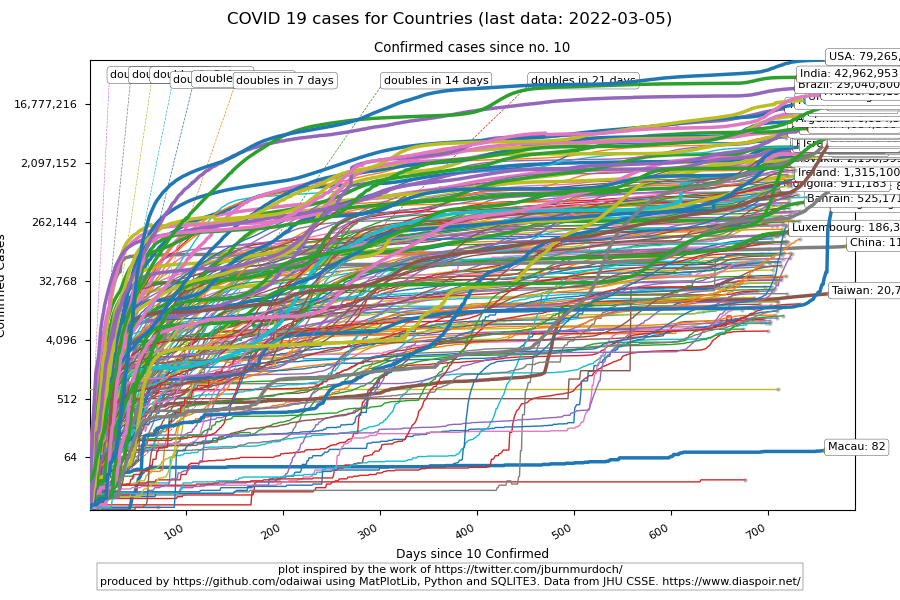 COVID 19 cases for Countries (last data: 2022-03-05)
Confirmed cases since no. 10
doubles in 7 days
doubles in 14 days
doubles in 21 days
USA: 79,265,
India: 42,962,953
Brazil: 29,040,800
Ireland: 1,315,100
911,183
Bahrain: 525,171
Luxembourg: 186,3
China: 11
Taiwan: 20,7
Macau: 82
16,777,216
2,097,152
262,144
32,768
4,096
512
64
Confirmed Cases
100
200
300
400
500
600
700
Days since 10 Confirmed
plot inspired by the work of https://twitter.com/jburnmurdoch/
produced by https://github.com/odaiwai using MatPlotLib, Python and SQLITE3. Data from JHU CSSE. https://www.diaspoir.net/